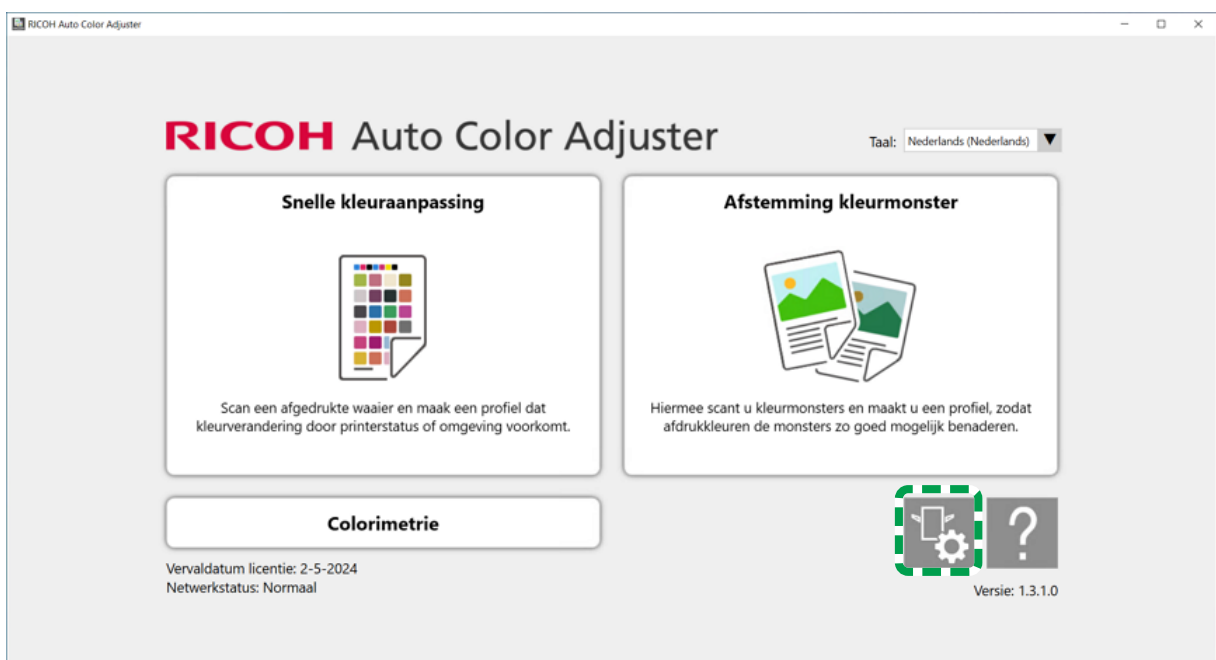 RICOH Auto Color Adjuster
RICOH Auto Color Adjuster
Taal: Nederlands (Nederlands)
Snelle kleuraanpassing
Scan een afgedrukte waaier en maak een profiel dat
kleurverandering door printerstatus of omgeving voorkomt.
Afstemming kleurmonster
Hiermee scant u kleurmonsters en maakt u een profiel, zodat
afdrukkleuren de monsters zo goed mogelijk benaderen.
Colorimetrie
?
Vervaldatum licentie: 2-5-2024
Netwerkstatus: Normaal
Versie: 1.3.1.0